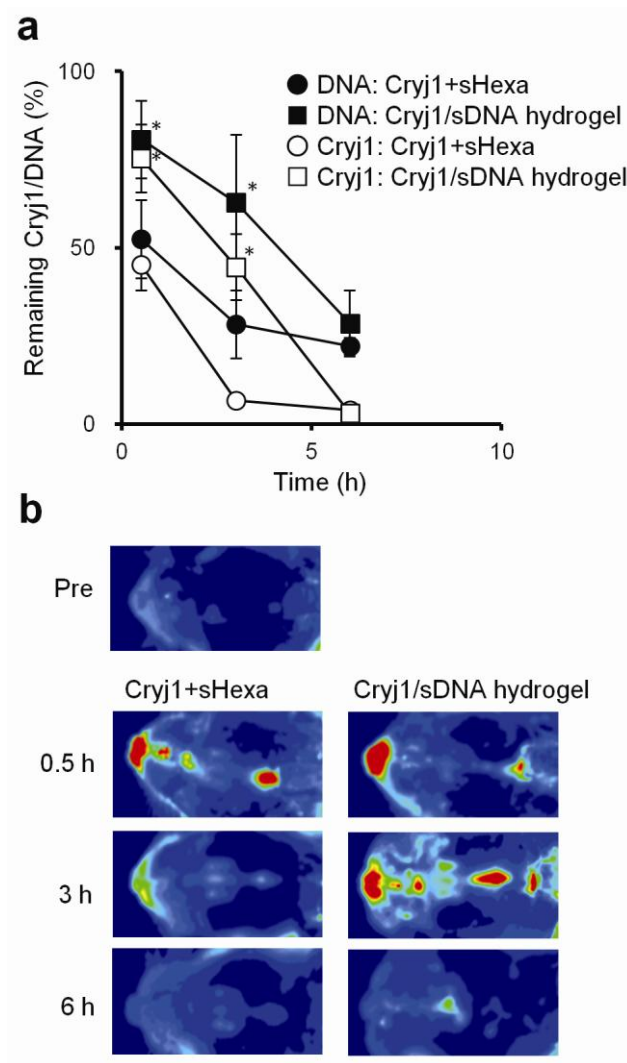 a
100
50
0
0
5
10
Remaining Cryj1/DNA (%)
Time (h)
DNA: Cryj1+sHexa
DNA: Cryj1/sDNA hydrogel
Cryj1: Cryj1+sHexa
Cryj1: Cryj1/sDNA hydrogel
*
*
*
*
b
Pre
Cryj1+sHexa
Cryj1/sDNA hydrogel
0.5 h
3 h
6 h